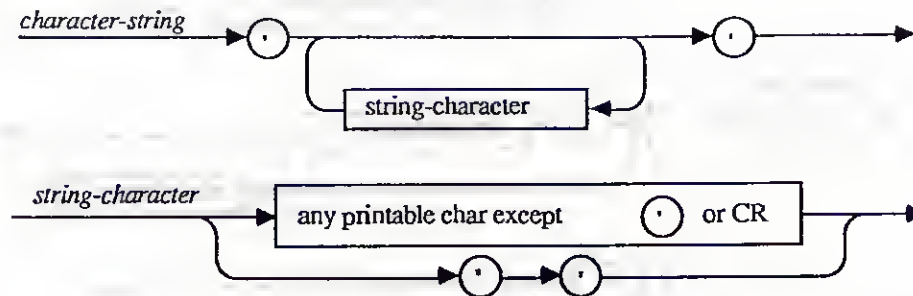 character-string
' '
string-character
string-character
any printable char except ' or CR
' '